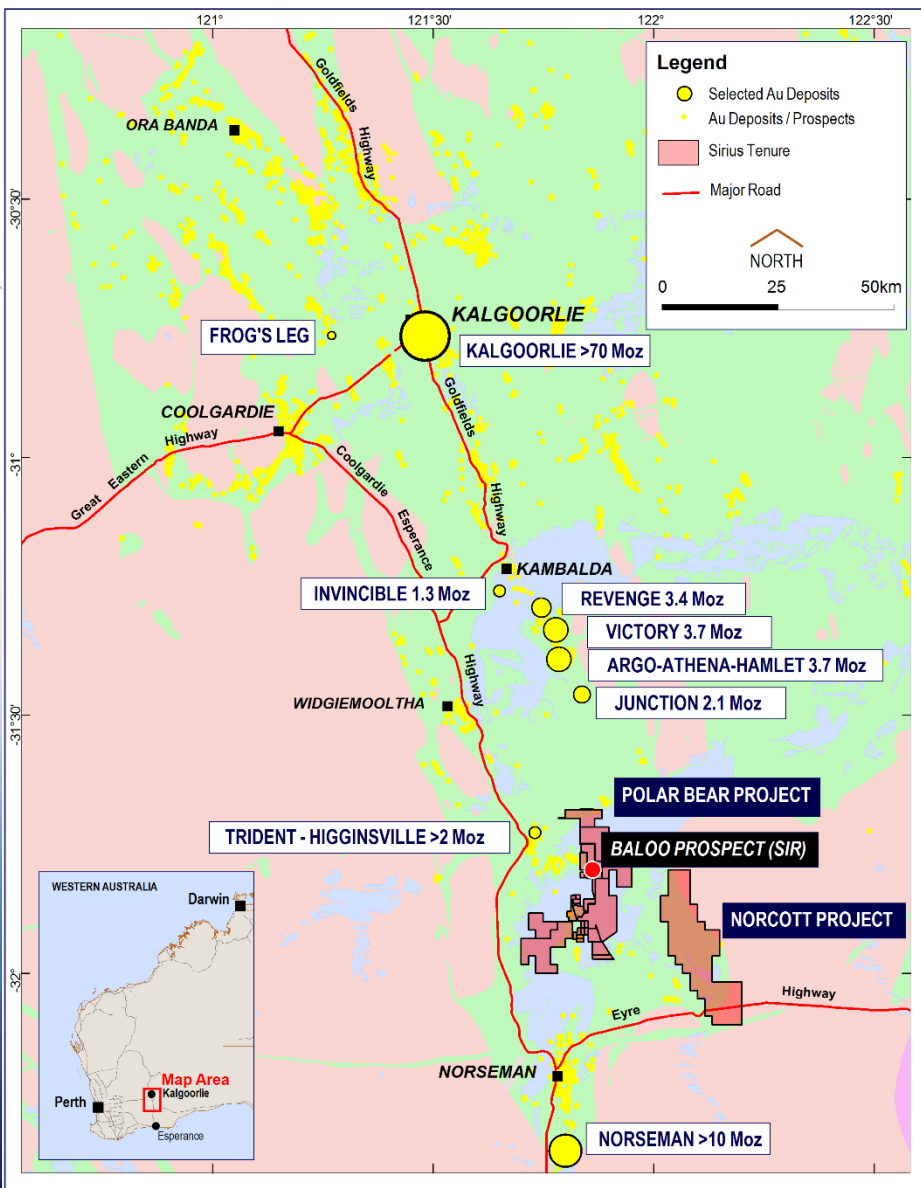 121°
121°30'
122°
122°30'
-30°30'
-31°
-31°30'
-32°
Legend
Selected Au Deposits
Au Deposits / Prospects
Sirius Tenure
Major Road
NORTH
0 25 50km
Goldfields
Highway
ORA BANDA
KALGOORLIE
FROG'S LEG
KALGOORLIE >70 Moz
COOLGARDIE
Great Eastern Highway
Goldfields
Highway
Coolgardie
Esperance
Highway
KAMBALDA
INVINCIBLE 1.3 Moz
REVENGE 3.4 Moz
VICTORY 3.7 Moz
ARGO-ATHENA-HAMLET 3.7 Moz
JUNCTION 2.1 Moz
WIDGIEMOOLTHA
POLAR BEAR PROJECT
TRIDENT - HIGGINSVILLE >2 Moz
BALOO PROSPECT (SIR)
NORCOTT PROJECT
Eyre Highway
NORSEMAN
NORSEMAN >10 Moz
WESTERN AUSTRALIA
Darwin
Map Area
Kalgoorlie
Perth
Esperance